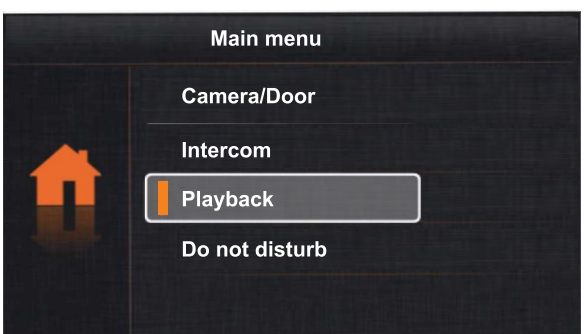 Main menu
Camera/Door
Intercom
Playback
Do not disturb